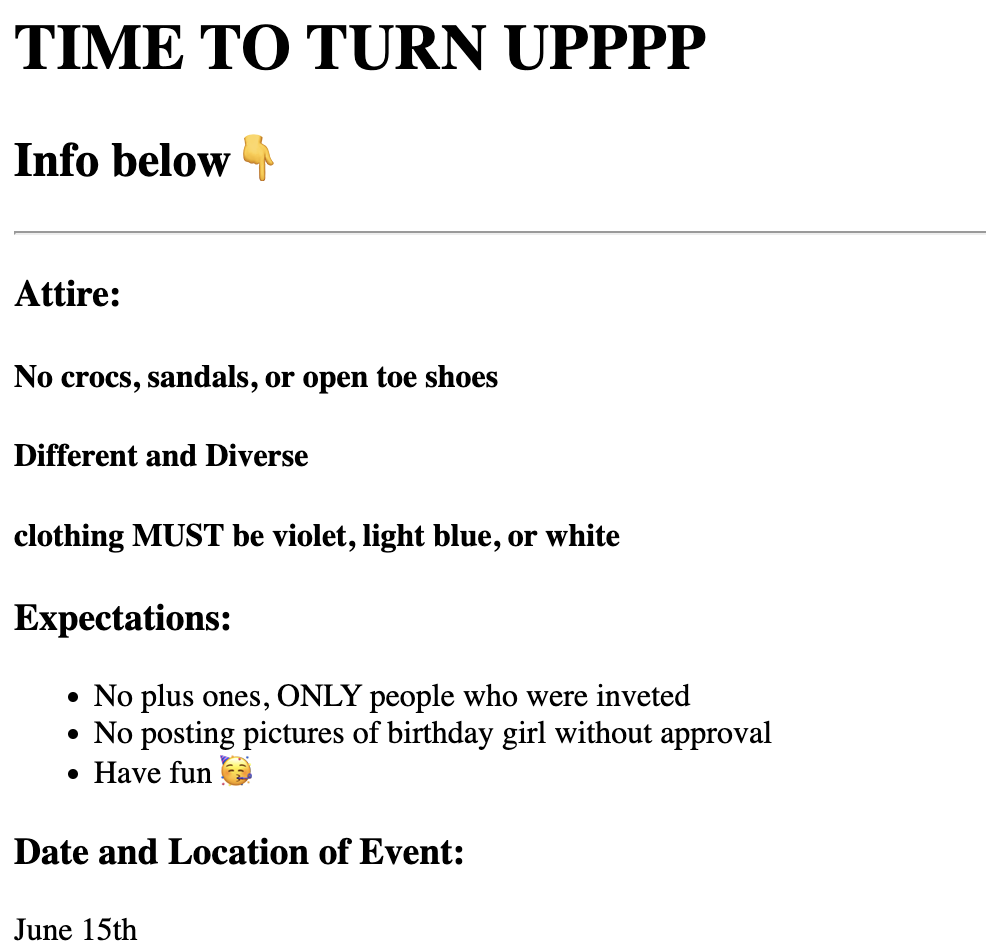 TIME TO TURN UPPPP
Info below 👇
Attire:
No crocs, sandals, or open toe shoes
Different and Diverse
clothing MUST be violet, light blue, or white
Expectations:
• No plus ones, ONLY people who were inveted
• No posting pictures of birthday girl without approval
• Have fun 🥳
Date and Location of Event:
June 15th